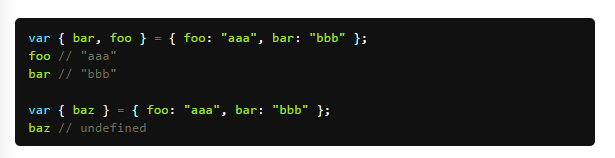 var { bar, foo } = { foo: "aaa", bar: "bbb" };
foo // "aaa"
bar // "bbb"

var { baz } = { foo: "aaa", bar: "bbb" };
baz // undefined